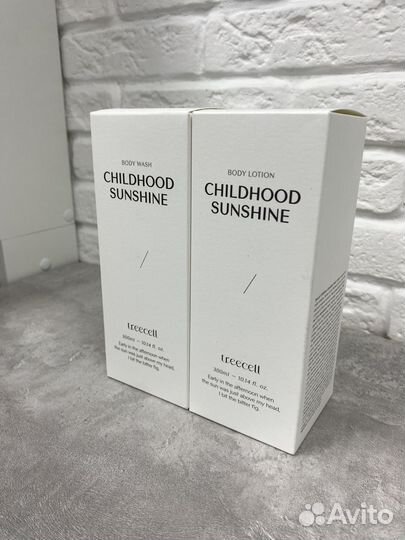 BODY WASH
CHILDHOOD
SUNSHINE
/
treecell
300ml – 10.14 fl. oz.
Early in the afternoon when
the sun was just above my head,
I bit the bitter fig.
BODY LOTION
CHILDHOOD
SUNSHINE
/
treecell
300ml – 10.14 fl. oz.
Early in the afternoon when
the sun was just above my head,
I bit the bitter fig.
Avito